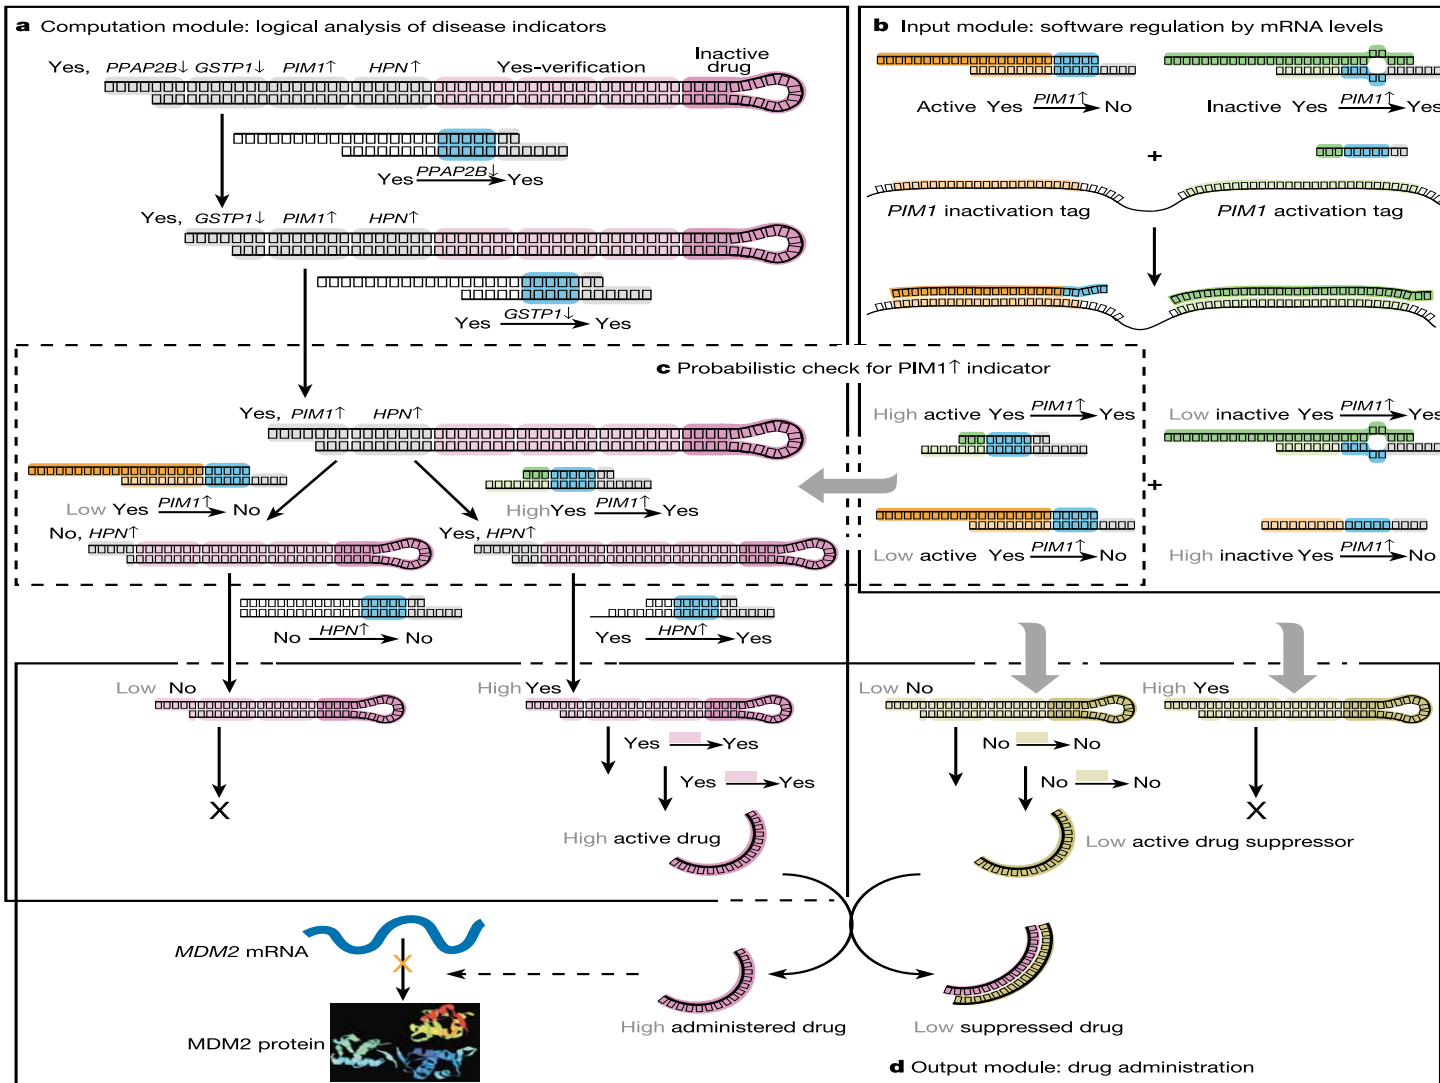 a Computation module: logical analysis of disease indicators
Yes, PPAP2B↓ GSTP1↓ PIM1↑ HPN↑ Yes-verification Inactive drug
PPAP2B↓
Yes → Yes
Yes, GSTP1↓ PIM1↑ HPN↑
GSTP1↓
Yes → Yes
b Input module: software regulation by mRNA levels
Active Yes PIM1↑ → No
Inactive Yes PIM1↑ → Yes
+
PIM1 inactivation tag
PIM1 activation tag
c Probabilistic check for PIM1↑ indicator
Yes, PIM1↑ HPN↑
Low Yes PIM1↑ → No
High Yes PIM1↑ → Yes
No, HPN↑
Yes, HPN↑
High active Yes PIM1↑ → Yes
Low inactive Yes PIM1↑ → Yes
+
Low active Yes PIM1↑ → No
High inactive Yes PIM1↑ → No
No HPN↑ → No
Yes HPN↑ → Yes
Low No
High Yes
Low No
High Yes
Yes → Yes
Yes → Yes
No → No
No → No
X
X
High active drug
Low active drug suppressor
MDM2 mRNA
X
MDM2 protein
High administered drug
Low suppressed drug
d Output module: drug administration